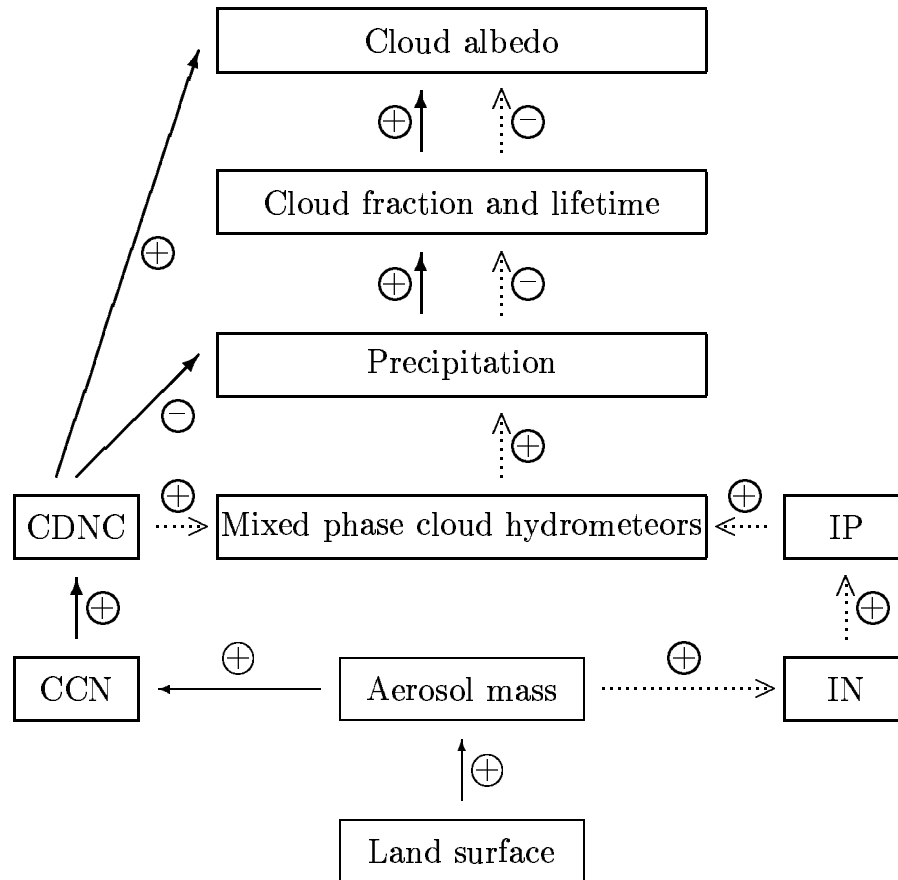 Cloud albedo
+ −
Cloud fraction and lifetime
+
+ −
Precipitation
−
+
+ +
CDNC Mixed phase cloud hydrometeors IP
+ +
+ +
CCN Aerosol mass IN
+
Land surface